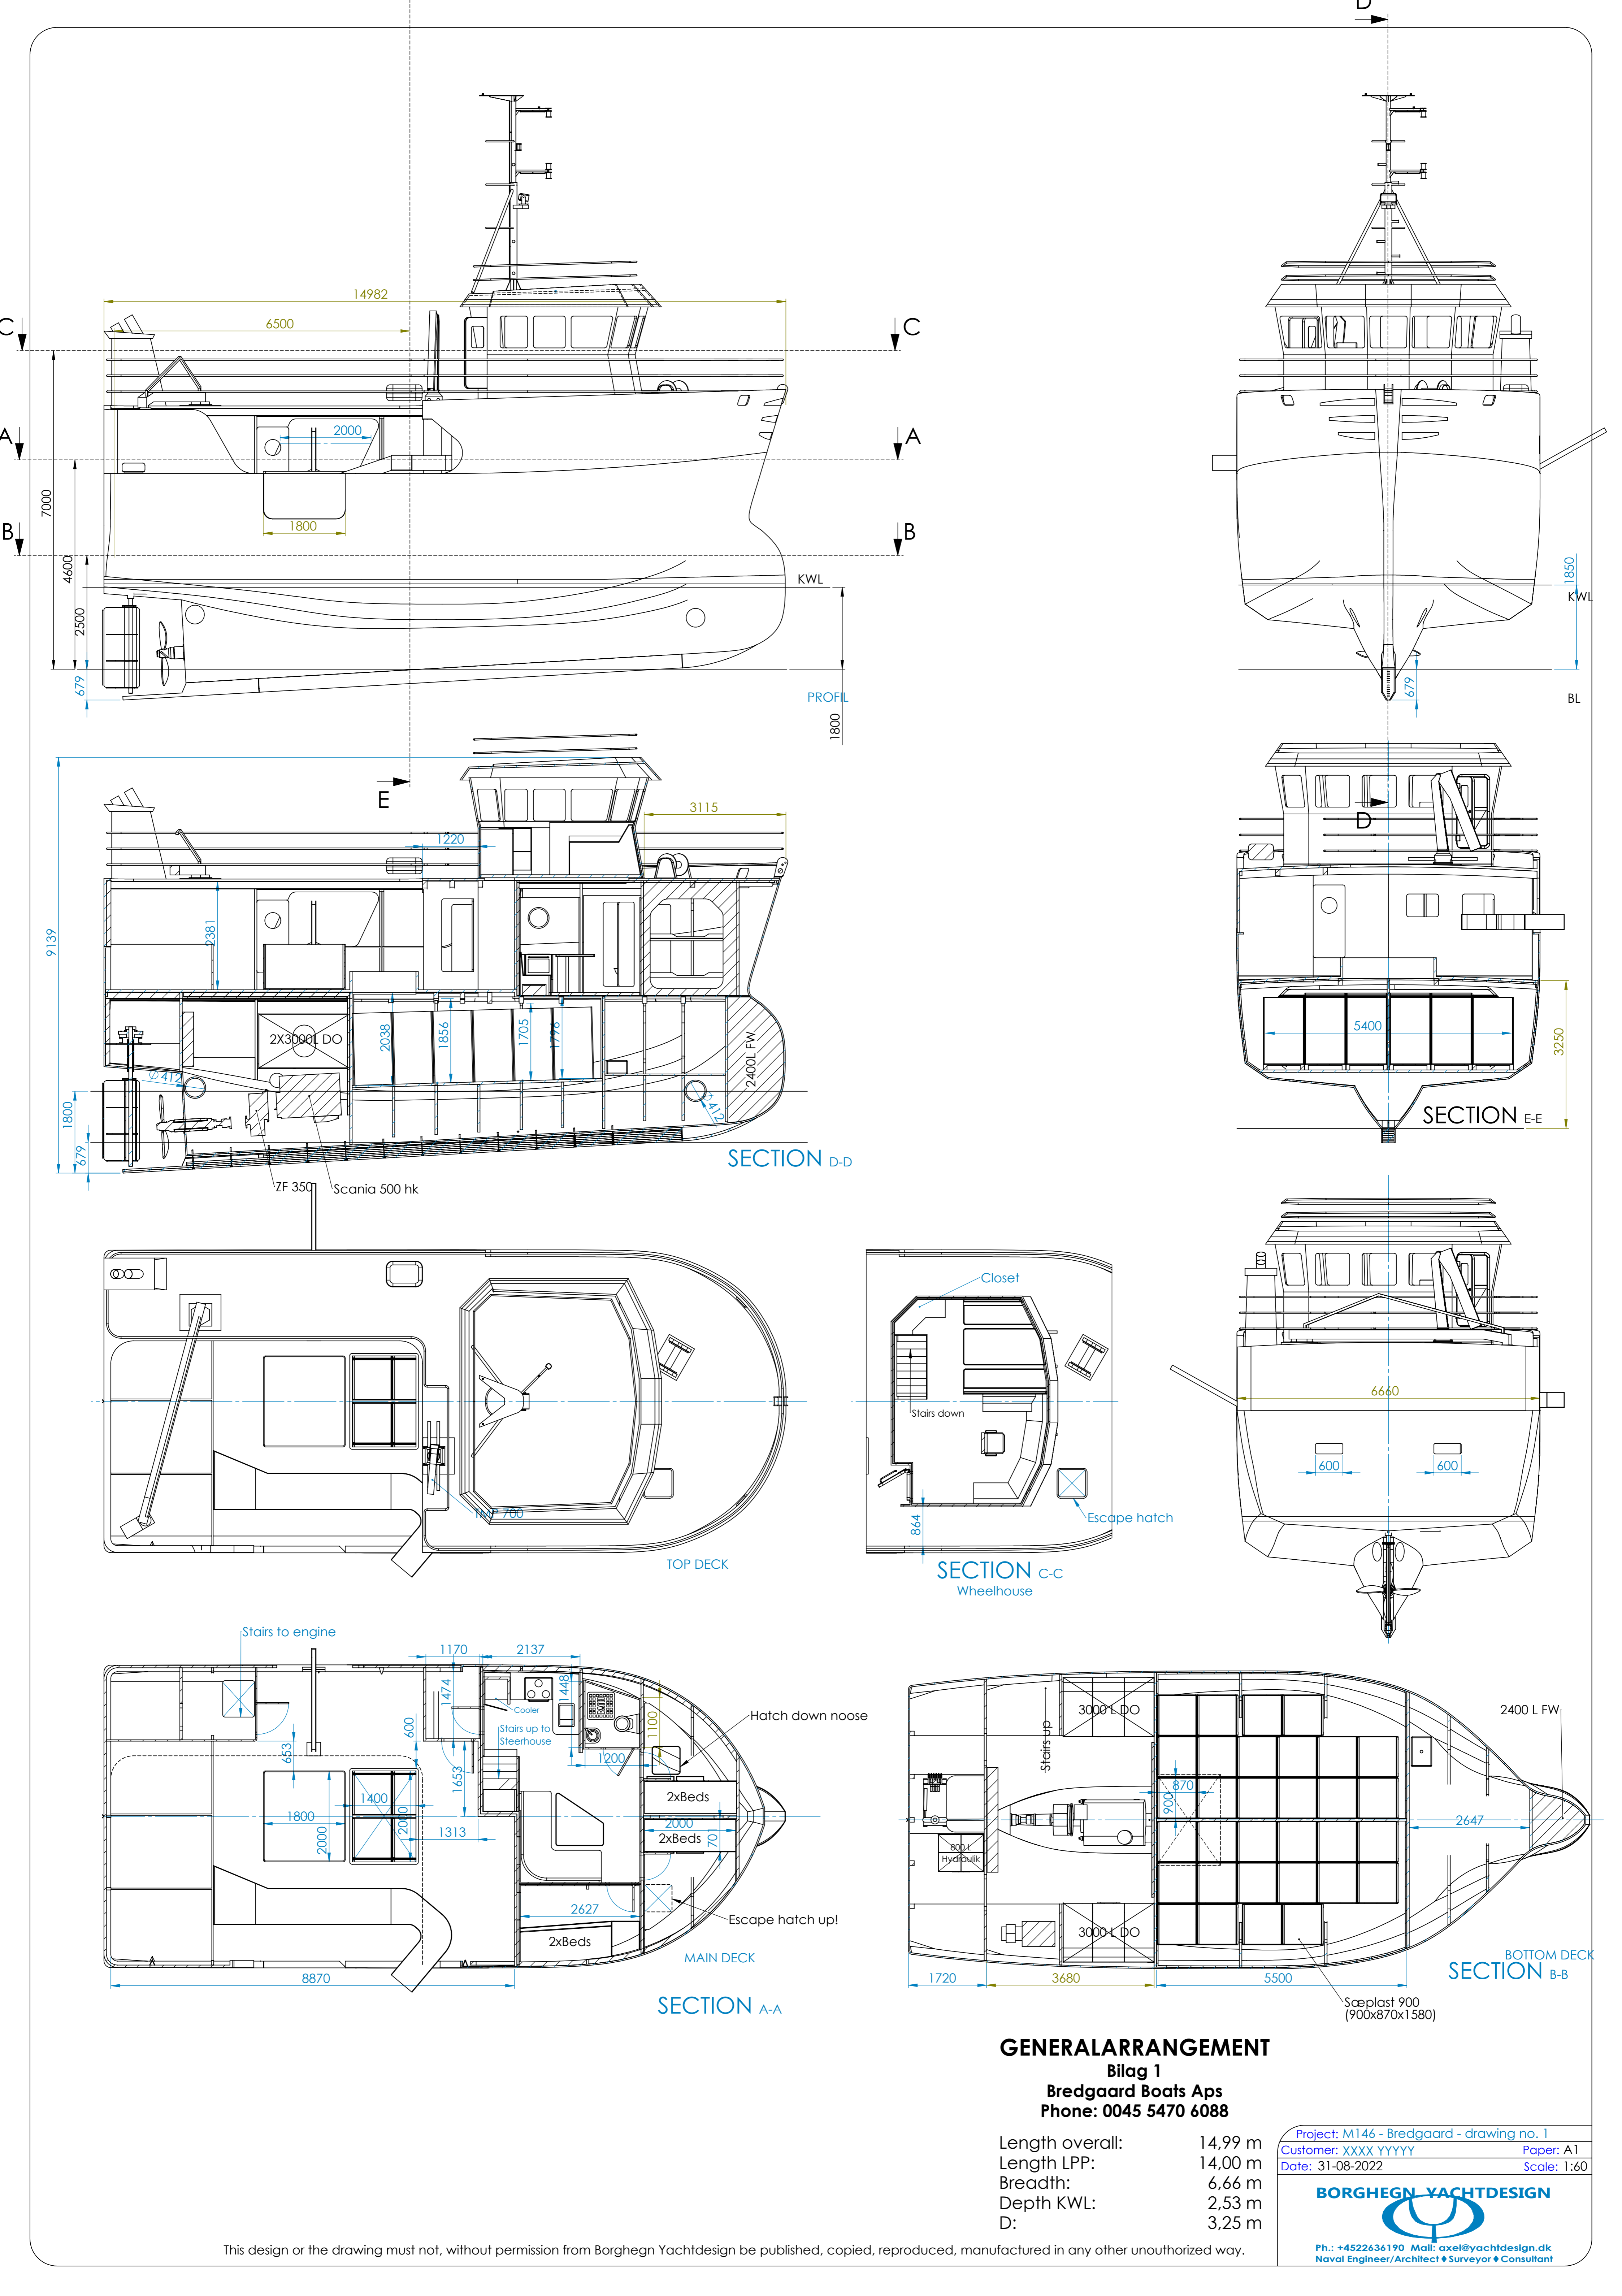 D
14982
6500
C
C
A
A
2000
7000
1800
B
B
4600
2500
KWL
679
PROFIL
1800
1850
KWL
679
BL
E
D
3115
1220
9139
2381
2X3000L DO
2038
1856
1705
1796
2400L FW
Ø 412
Ø 412
1800
679
SECTION D-D
ZF 350
Scania 500 hk
5400
3250
SECTION E-E
TOP DECK
Closet
Stairs down
864
Escape hatch
SECTION C-C
Wheelhouse
6660
600
600
Stairs to engine
1170
2137
1474
1448
Cooler
Stairs up to
Steerhouse
600
653
1653
1100
1200
Hatch down noose
1800
2000
1400
2000
1313
2xBeds
2000
2xBeds
701
2627
2xBeds
Escape hatch up!
8870
MAIN DECK
SECTION A-A
3000 L DO
Stairs up
870
900
2400 L FW
2647
800 L
Hydraulik
3000 L DO
1720
3680
5500
BOTTOM DECK
SECTION B-B
Sæplast 900
(900x870x1580)
GENERALARRANGEMENT
Bilag 1
Bredgaard Boats Aps
Phone: 0045 5470 6088
Length overall: 14,99 m
Length LPP: 14,00 m
Breadth: 6,66 m
Depth KWL: 2,53 m
D: 3,25 m
Project: M146 - Bredgaard - drawing no. 1
Customer: XXXX YYYYY Paper: A1
Date: 31-08-2022 Scale: 1:60
BORGHEGN YACHTDESIGN
Ph.: +4522636190 Mail: axel@yachtdesign.dk
Naval Engineer/Architect ♦ Surveyor ♦ Consultant
This design or the drawing must not, without permission from Borghegn Yachtdesign be published, copied, reproduced, manufactured in any other unouthorized way.